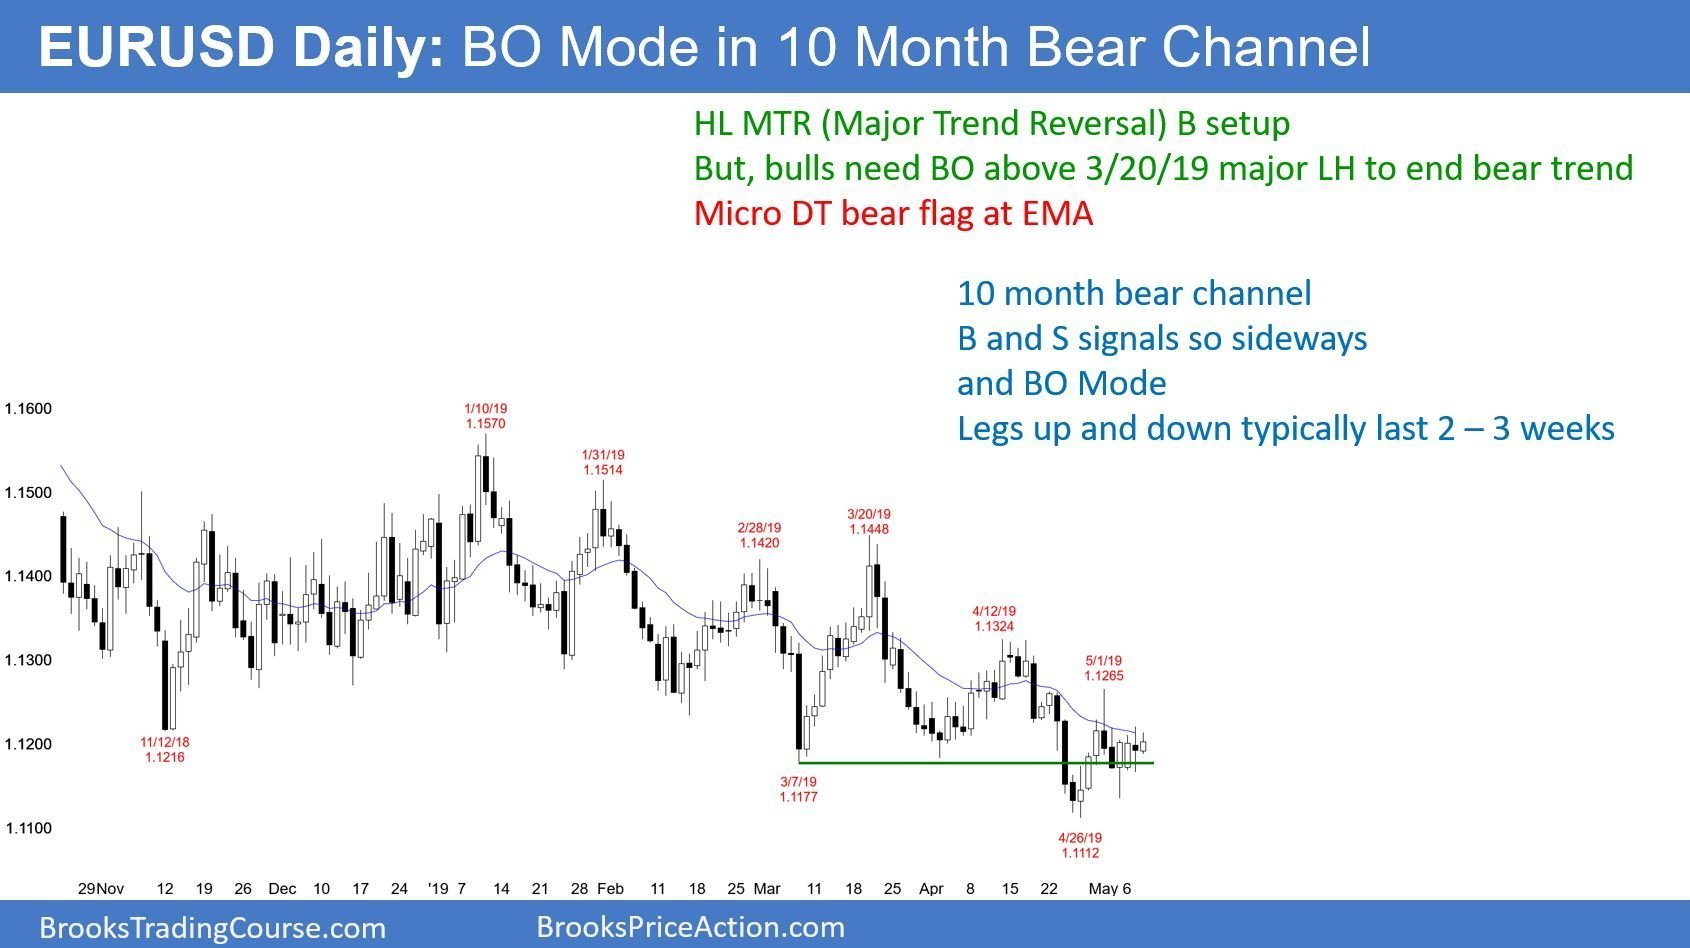 EURUSD Daily: BO Mode in 10 Month Bear Channel
HL MTR (Major Trend Reversal) B setup
But, bulls need BO above 3/20/19 major LH to end bear trend
Micro DT bear flag at EMA
10 month bear channel
B and S signals so sideways
and BO Mode
Legs up and down typically last 2 – 3 weeks
1.1600
1.1500
1.1400
1.1300
1.1200
1.1100
1/10/19
1.1570
1/31/19
1.1514
2/28/19
1.1420
3/20/19
1.1448
4/12/19
1.1324
5/1/19
1.1265
11/12/18
1.1216
3/7/19
1.1177
4/26/19
1.1112
29Nov 12 19 26 Dec 10 17 24 '19 7 14 21 28 Feb 11 18 25 Mar 11 18 25 Apr 8 15 22 May 6
BrooksTradingCourse.com BrooksPriceAction.com